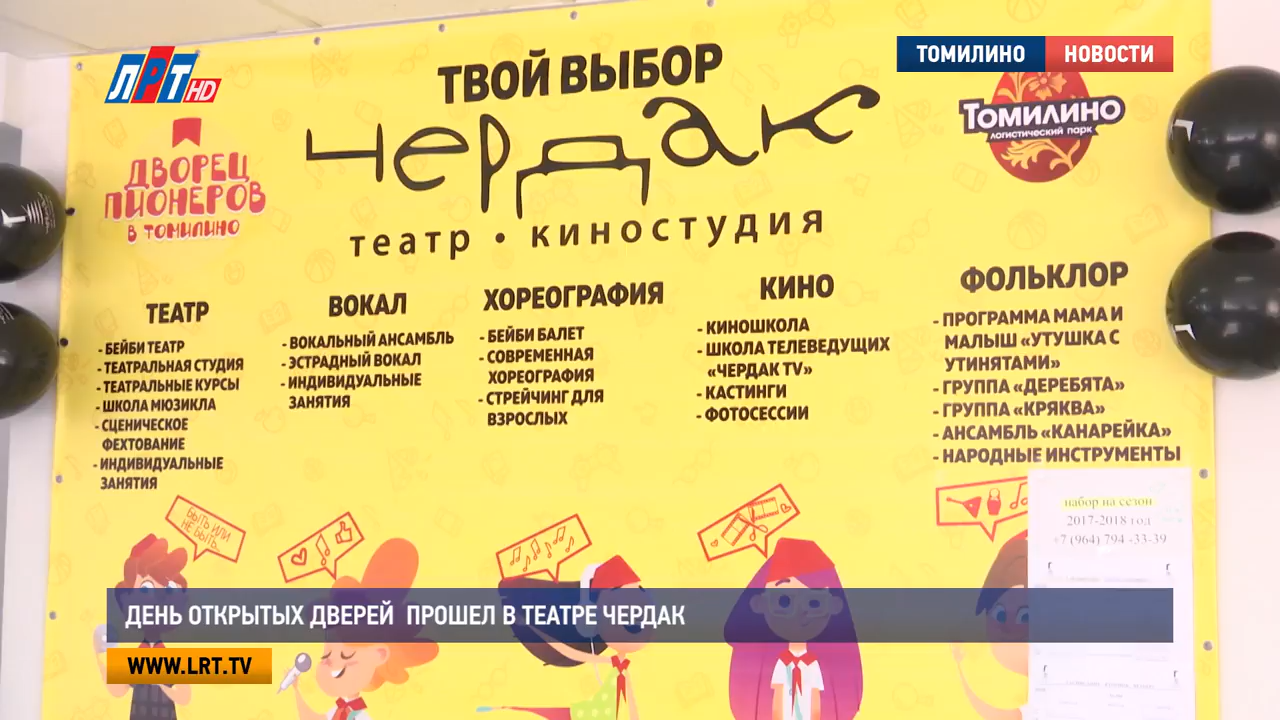 ЛРТ HD
ТОМИЛИНО НОВОСТИ
ТВОЙ ВЫБОР
чердак
театр • киностудия
ДВОРЕЦ
ПИОНЕРОВ
В ТОМИЛИНО
ТОМИЛИНО
ЛОГИСТИЧЕСКИЙ ПАРК
ТЕАТР
- БЕЙБИ ТЕАТР
- ТЕАТРАЛЬНАЯ СТУДИЯ
- ТЕАТРАЛЬНЫЕ КУРСЫ
- ШКОЛА МЮЗИКЛА
- СЦЕНИЧЕСКОЕ
ФЕХТОВАНИЕ
- ИНДИВИДУАЛЬНЫЕ
ЗАНЯТИЯ
ВОКАЛ
- ВОКАЛЬНЫЙ АНСАМБЛЬ
- ЭСТРАДНЫЙ ВОКАЛ
- ИНДИВИДУАЛЬНЫЕ
ЗАНЯТИЯ
ХОРЕОГРАФИЯ
- БЕЙБИ БАЛЕТ
- СОВРЕМЕННАЯ
ХОРЕОГРАФИЯ
- СТРЕЙЧИНГ ДЛЯ
ВЗРОСЛЫХ
КИНО
- КИНОШКОЛА
- ШКОЛА ТЕЛЕВЕДУЩИХ
«ЧЕРДАК TV»
- КАСТИНГИ
- ФОТОСЕССИИ
ФОЛЬКЛОР
- ПРОГРАММА МАМА И
МАЛЫШ «УТУШКА С
УТИНЯТАМИ»
- ГРУППА «ДЕРЕБЯТА»
- ГРУППА «КРЯКВА»
- АНСАМБЛЬ «КАНАРЕЙКА»
- НАРОДНЫЕ ИНСТРУМЕНТЫ
БЫТЬ ИЛИ
НЕ БЫТЬ...
набор на сезон
2017-2018 год
+7 (964) 794 -33-39
ДЕНЬ ОТКРЫТЫХ ДВЕРЕЙ ПРОШЕЛ В ТЕАТРЕ ЧЕРДАК
WWW.LRT.TV